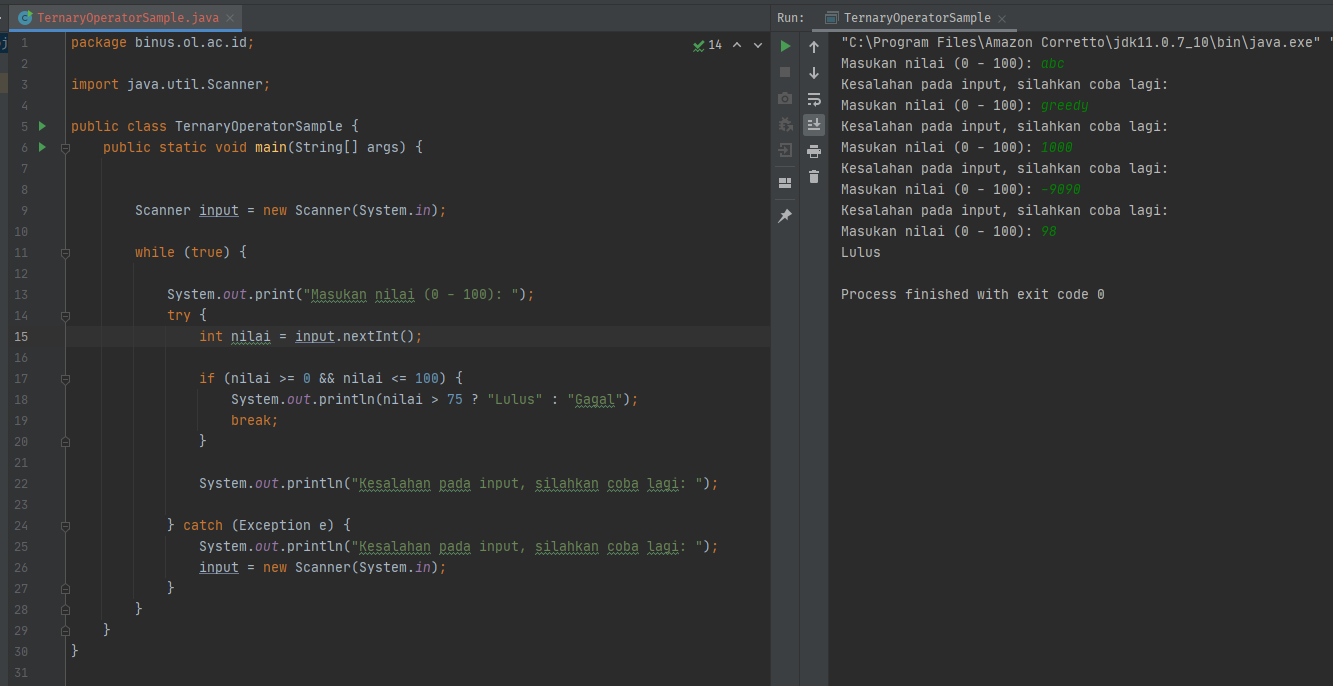 TernaryOperatorSample.java
14
1 package binus.ol.ac.id;
2
3 import java.util.Scanner;
4
5 public class TernaryOperatorSample {
6 public static void main(String[] args) {
7
8
9 Scanner input = new Scanner(System.in);
10
11 while (true) {
12
13 System.out.print("Masukan nilai (0 - 100): ");
14 try {
15 int nilai = input.nextInt();
16
17 if (nilai >= 0 && nilai <= 100) {
18 System.out.println(nilai > 75 ? "Lulus" : "Gagal");
19 break;
20 }
21
22 System.out.println("Kesalahan pada input, silahkan coba lagi: ");
23
24 } catch (Exception e) {
25 System.out.println("Kesalahan pada input, silahkan coba lagi: ");
26 input = new Scanner(System.in);
27 }
28 }
29 }
30 }
31
Run: TernaryOperatorSample
"C:\Program Files\Amazon Corretto\jdk11.0.7_10\bin\java.exe" "
Masukan nilai (0 - 100): abc
Kesalahan pada input, silahkan coba lagi:
Masukan nilai (0 - 100): greedy
Kesalahan pada input, silahkan coba lagi:
Masukan nilai (0 - 100): 1000
Kesalahan pada input, silahkan coba lagi:
Masukan nilai (0 - 100): -9090
Kesalahan pada input, silahkan coba lagi:
Masukan nilai (0 - 100): 98
Lulus
Process finished with exit code 0